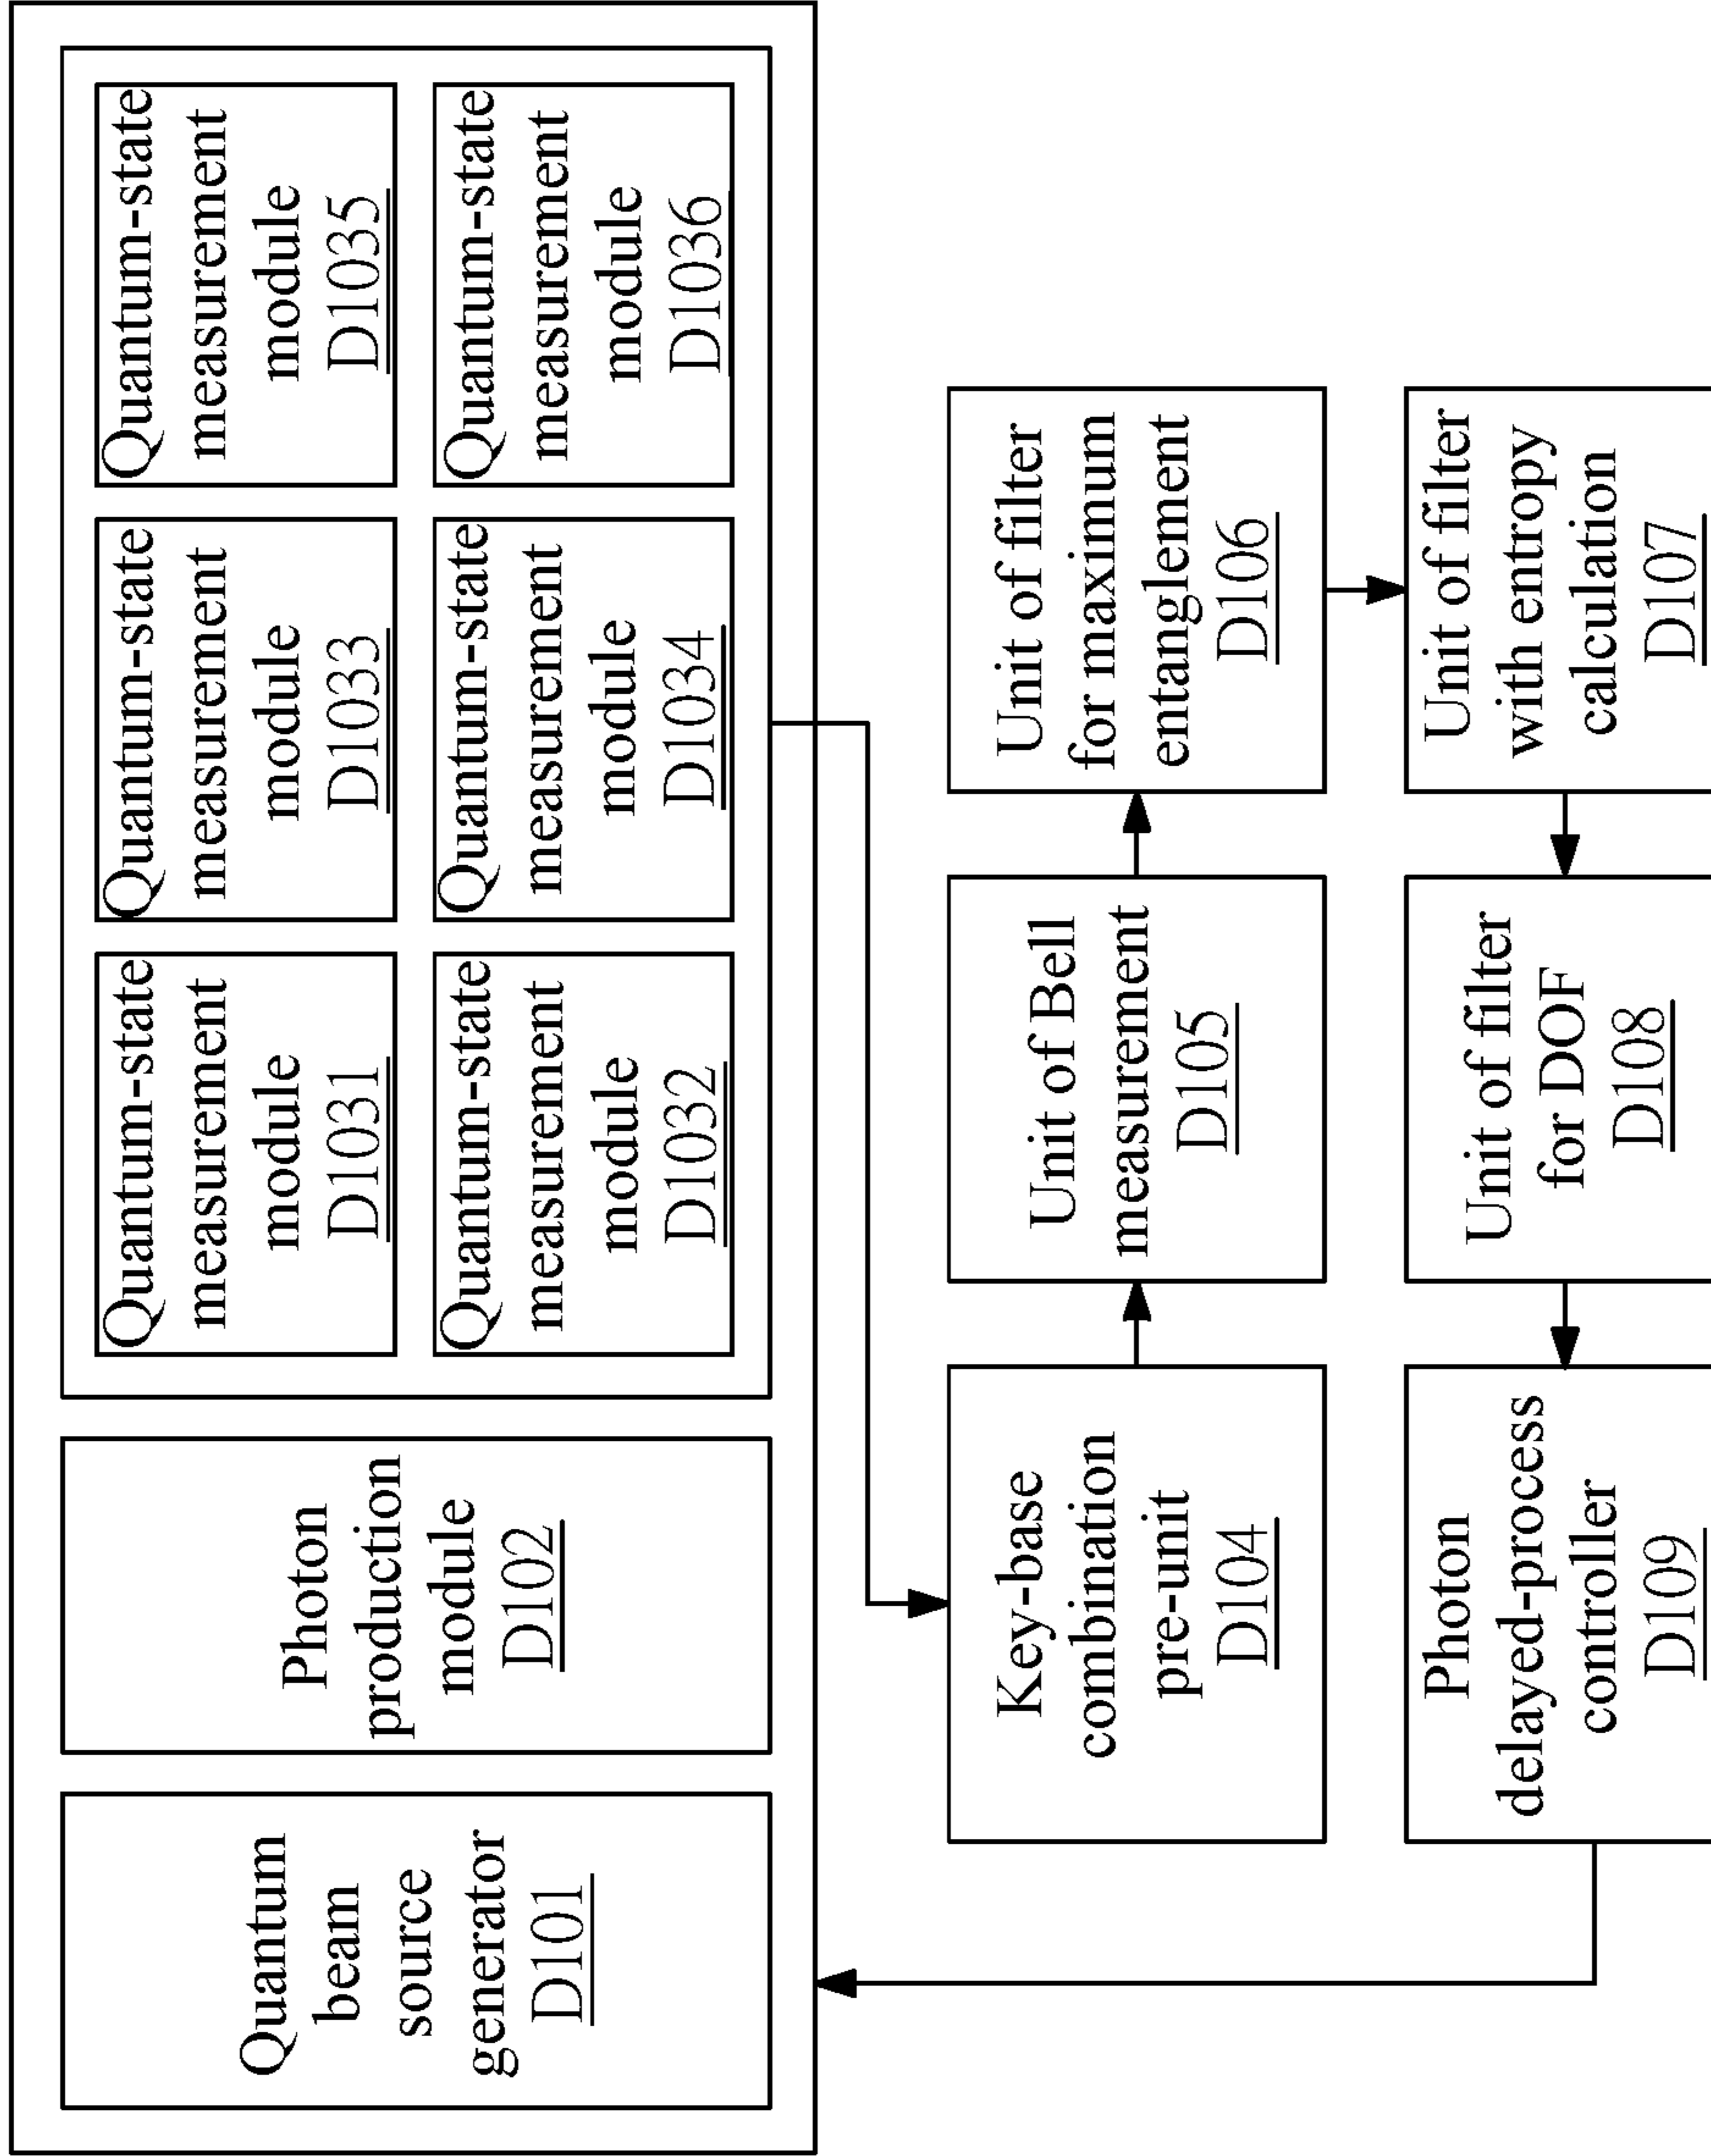 Quantum
beam
source
generator
D101
Photon
production
module
D102
Quantum-state
measurement
module
D1031
Quantum-state
measurement
module
D1033
Quantum-state
measurement
module
D1035
Quantum-state
measurement
module
D1032
Quantum-state
measurement
module
D1034
Quantum-state
measurement
module
D1036
Key-base
combination
pre-unit
D104
Unit of Bell
measurement
D105
Unit of filter
for maximum
entanglement
D106
Photon
delayed-process
controller
D109
Unit of filter
for DOF
D108
Unit of filter
with entropy
calculation
D107